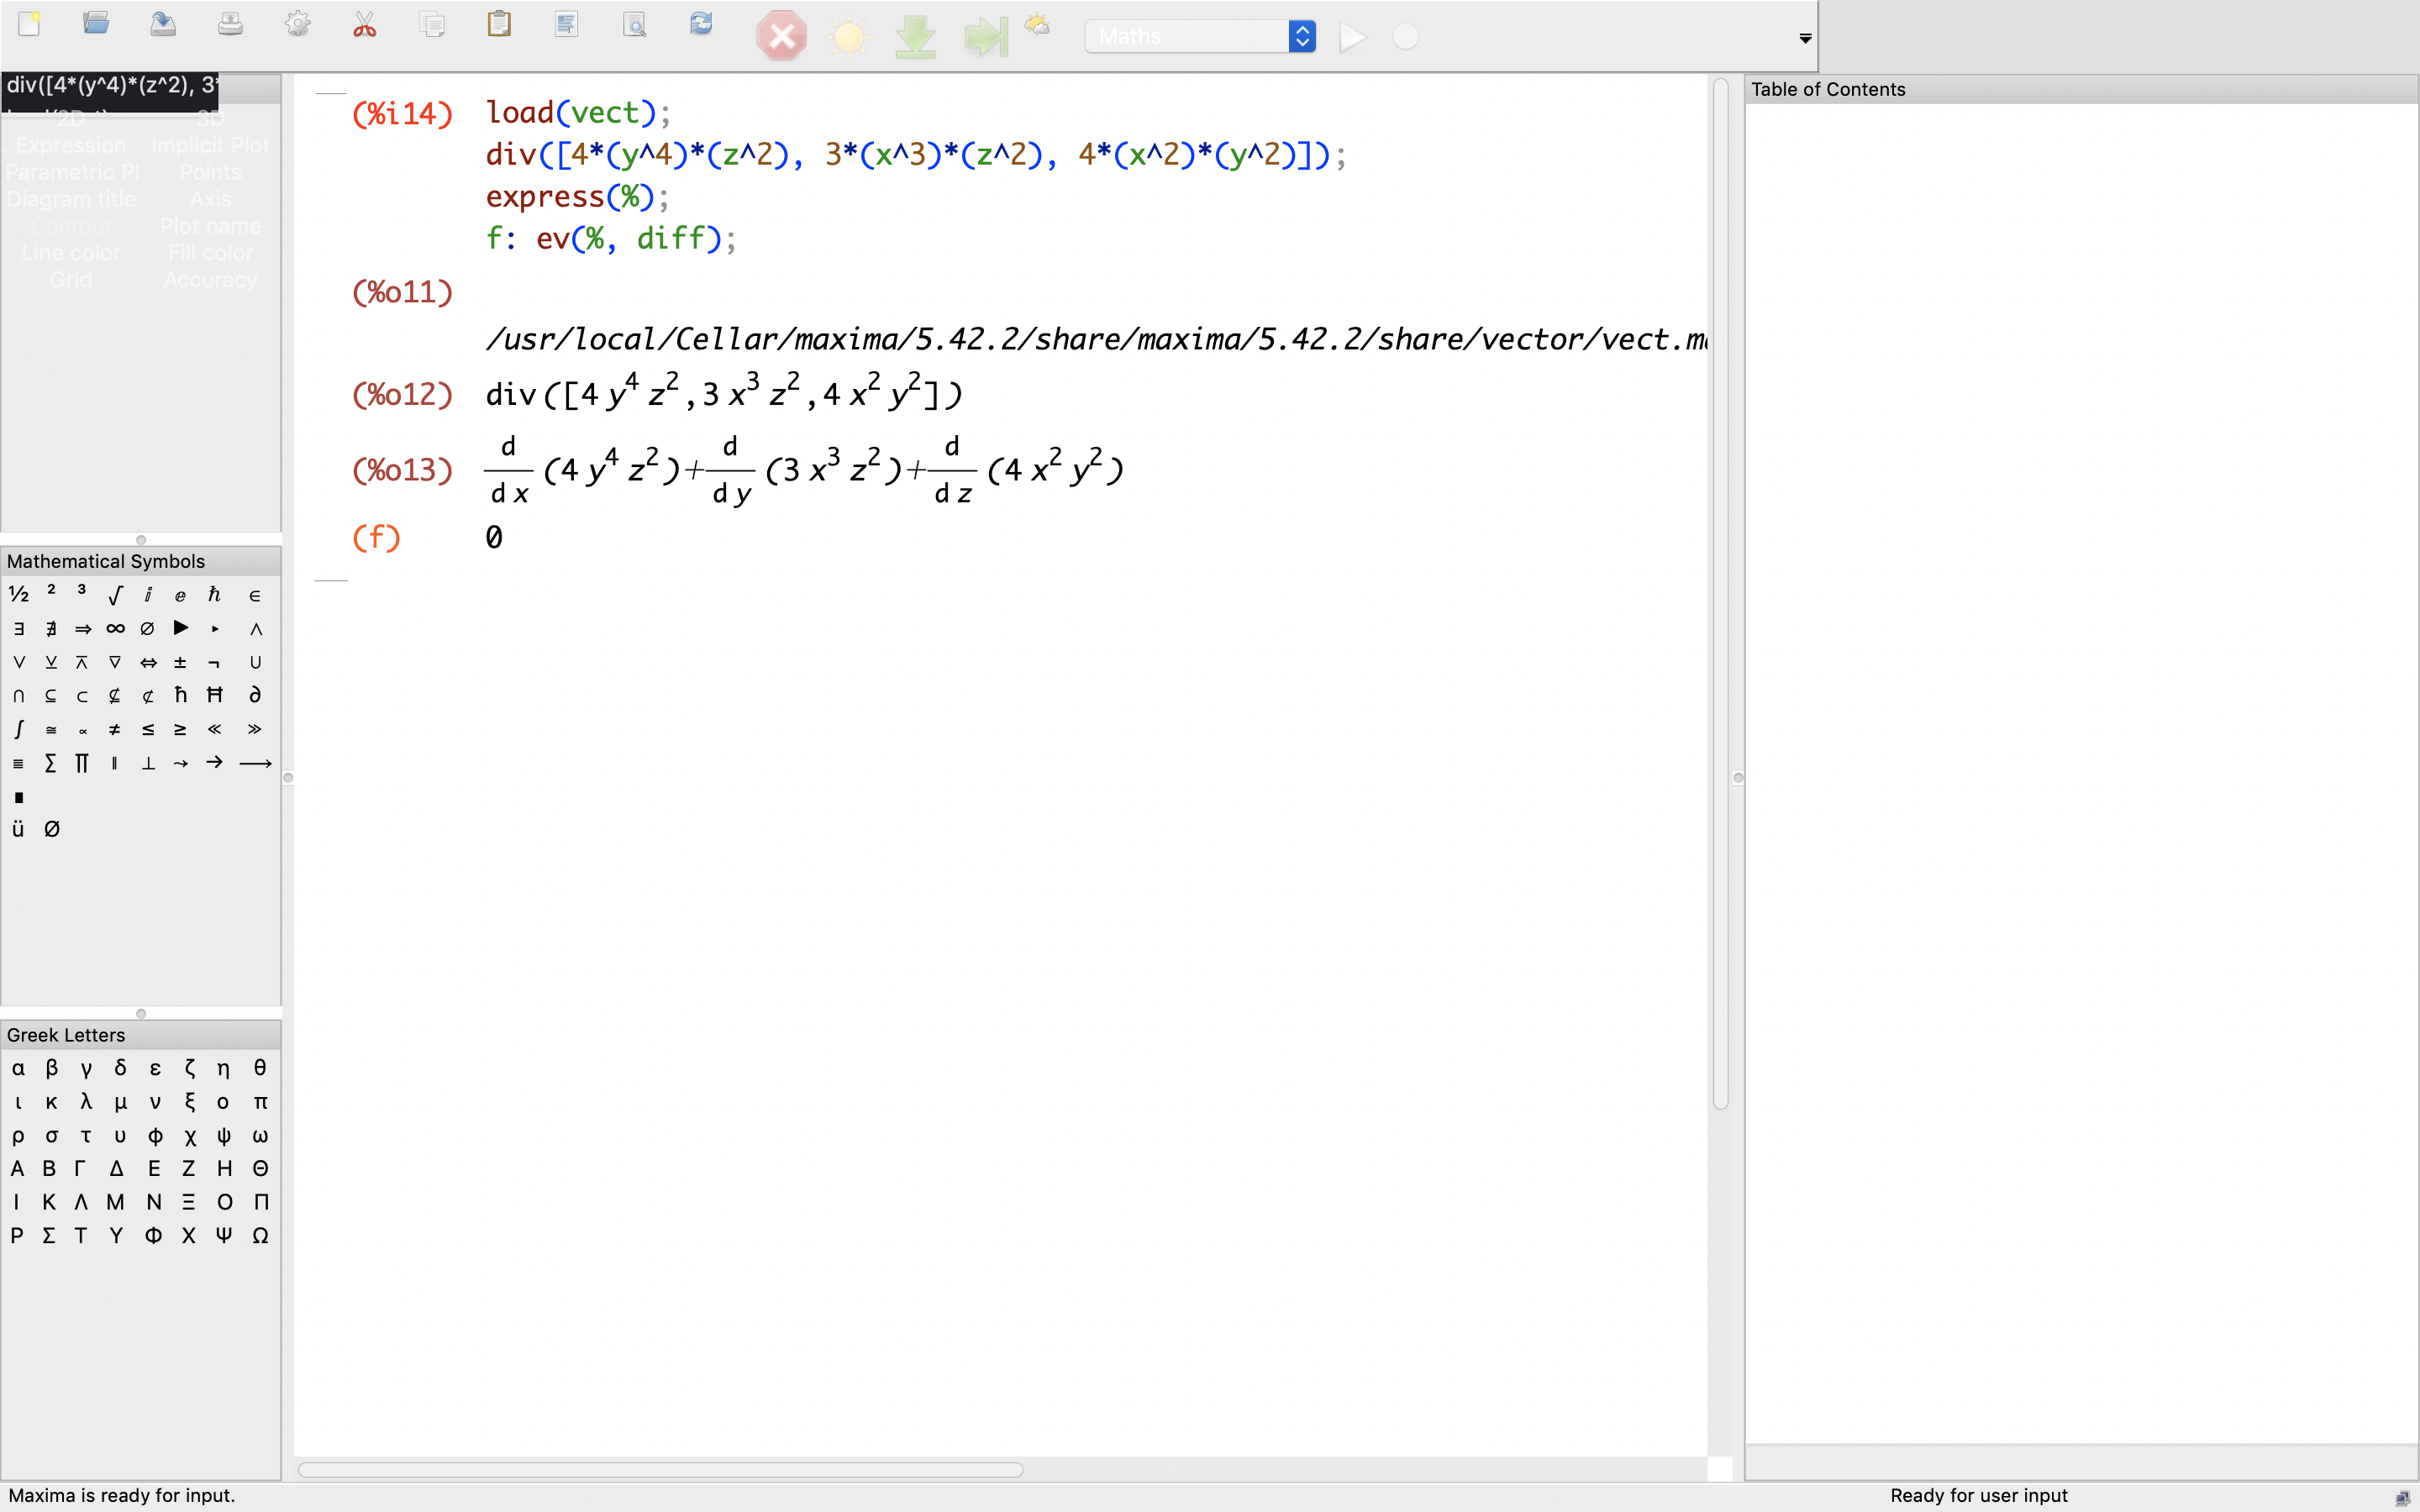 Maths
div([4*(y^4)*(z^2), 3*
2D 3D
Expression Implicit Plot
Parametric Pl Points
Diagram title Axis
Contour Plot name
Line color Fill color
Grid Accuracy
(%i14) load(vect);
div([4*(y^4)*(z^2), 3*(x^3)*(z^2), 4*(x^2)*(y^2)]);
express(%);
f: ev(%, diff);
(%o11)
/usr/local/Cellar/maxima/5.42.2/share/maxima/5.42.2/share/vector/vect.m
(%o12) div([4 y^4 z^2,3 x^3 z^2,4 x^2 y^2])
(%o13) d/dx (4 y^4 z^2)+d/dy (3 x^3 z^2)+d/dz (4 x^2 y^2)
(f) 0
Mathematical Symbols
½ ² ³ √ ⅈ ⅇ ℏ ∈
∃ ∄ ⇒ ∞ ∅ ▶ ‣ ∧
∨ ⊻ ⊼ ⊽ ⇔ ± ¬ ∪
∩ ⊆ ⊂ ⊈ ⊄ ħ Ħ ∂
∫ ≅ ∝ ≠ ≤ ≥ ≪ ≫
≣ ∑ ∏ ∥ ⊥ ⇝ → ⟶
∎
ü Ø
Greek Letters
α β γ δ ε ζ η θ
ι κ λ μ ν ξ ο π
ρ σ τ υ φ χ ψ ω
Α Β Γ Δ Ε Ζ Η Θ
Ι Κ Λ Μ Ν Ξ Ο Π
Ρ Σ Τ Υ Φ Χ Ψ Ω
Table of Contents
Maxima is ready for input.
Ready for user input